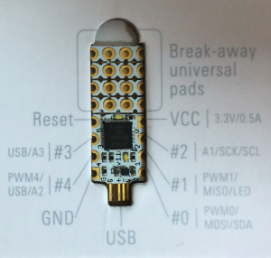 Break-away
universal
pads
Reset
VCC | 3.3V/0.5A
USB/A3 | #3
#2 | A1/SCK/SCL
PWM4/
USB/A2 | #4
#1 | PWM1/
MISO/LED
GND
#0 | PWM0/
MOSI/SDA
USB